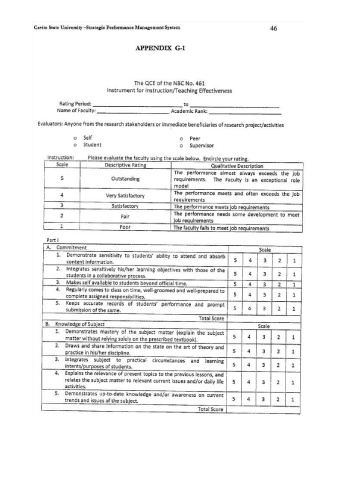 Cavite State University -Strategic Performance Management System 46
APPENDIX G-1
The QCE of the NBC No. 461
Instrument for Instruction/Teaching Effectiveness
Rating Period: to
Name of Faculty: Academic Rank:
Evaluators: Anyone from the research stakeholders or immediate beneficiaries of research project/activities
o Self o Peer
o Student o Supervisor
Instruction: Please evaluate the faculty using the scale below. Encircle your rating.
Scale Descriptive Rating Qualitative Description
5 Outstanding The performance almost always exceeds the job
requirements. The Faculty is an exceptional role
model
4 Very Satisfactory The performance meets and often exceeds the job
requirements
3 Satisfactory The performance meets job requirements
2 Fair The performance needs some development to meet
job requirements
1 Poor The faculty fails to meet job requirements
Part I
A. Commitment Scale
1. Demonstrate sensitivity to students' ability to attend and absorb
content information. 5 4 3 2 1
2. Integrates sensitively his/her learning objectives with those of the
students in a collaborative process. 5 4 3 2 1
3. Makes self available to students beyond official time. 5 4 3 2 1
4. Regularly comes to class on time, well-groomed and well-prepared to
complete assigned responsibilities. 5 4 3 2 1
5. Keeps accurate records of students' performance and prompt
submission of the same. 5 4 3 2 1
Total Score
B. Knowledge of Subject Scale
1. Demonstrates mastery of the subject matter (explain the subject
matter without relying solely on the prescribed textbook). 5 4 3 2 1
2. Draws and share information on the state on the art of theory and
practice in his/her discipline. 5 4 3 2 1
3. Integrates subject to practical circumstances and learning
intents/purposes of students. 5 4 3 2 1
4. Explains the relevance of present topics to the previous lessons, and
relates the subject matter to relevant current issues and/or daily life
activities. 5 4 3 2 1
5. Demonstrates up-to-date knowledge and/or awareness on current
trends and issues of the subject. 5 4 3 2 1
Total Score